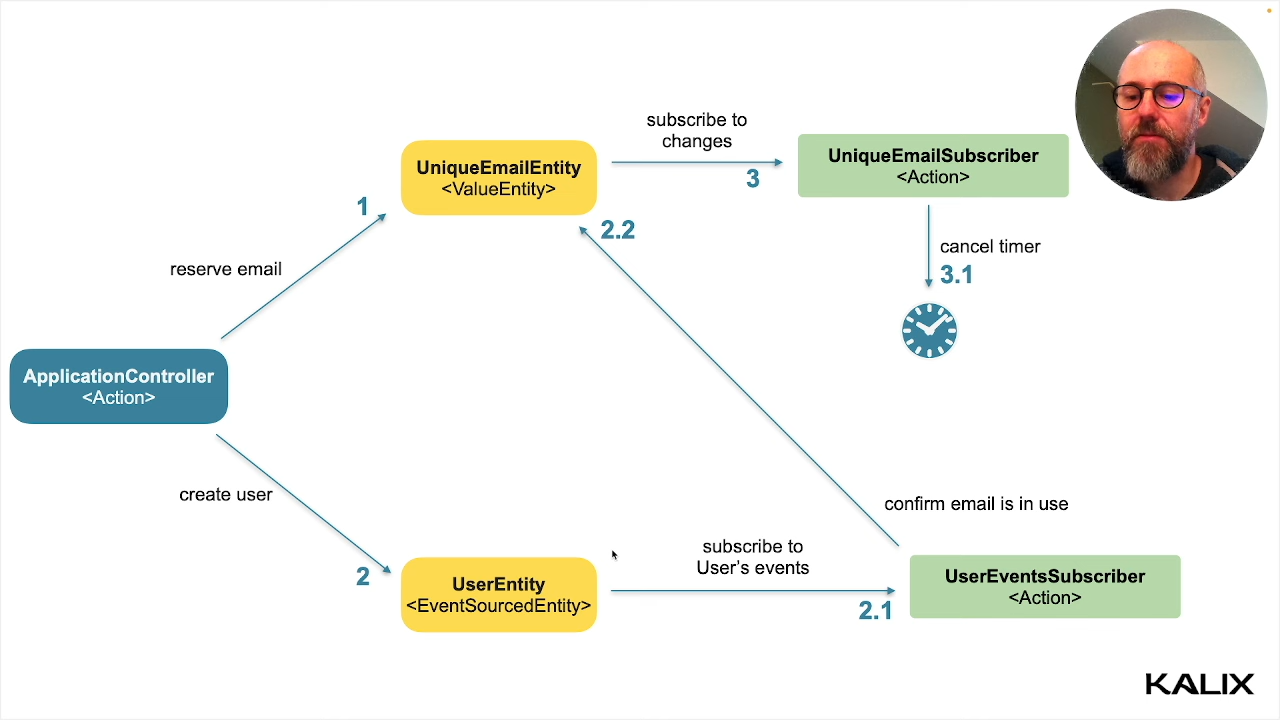 subscribe to
changes
UniqueEmailEntity
<ValueEntity>
3
UniqueEmailSubscriber
<Action>
1
2.2
reserve email
cancel timer
3.1
ApplicationController
<Action>
create user
confirm email is in use
2
UserEntity
<EventSourcedEntity>
subscribe to
User's events
2.1
UserEventsSubscriber
<Action>
KALIX